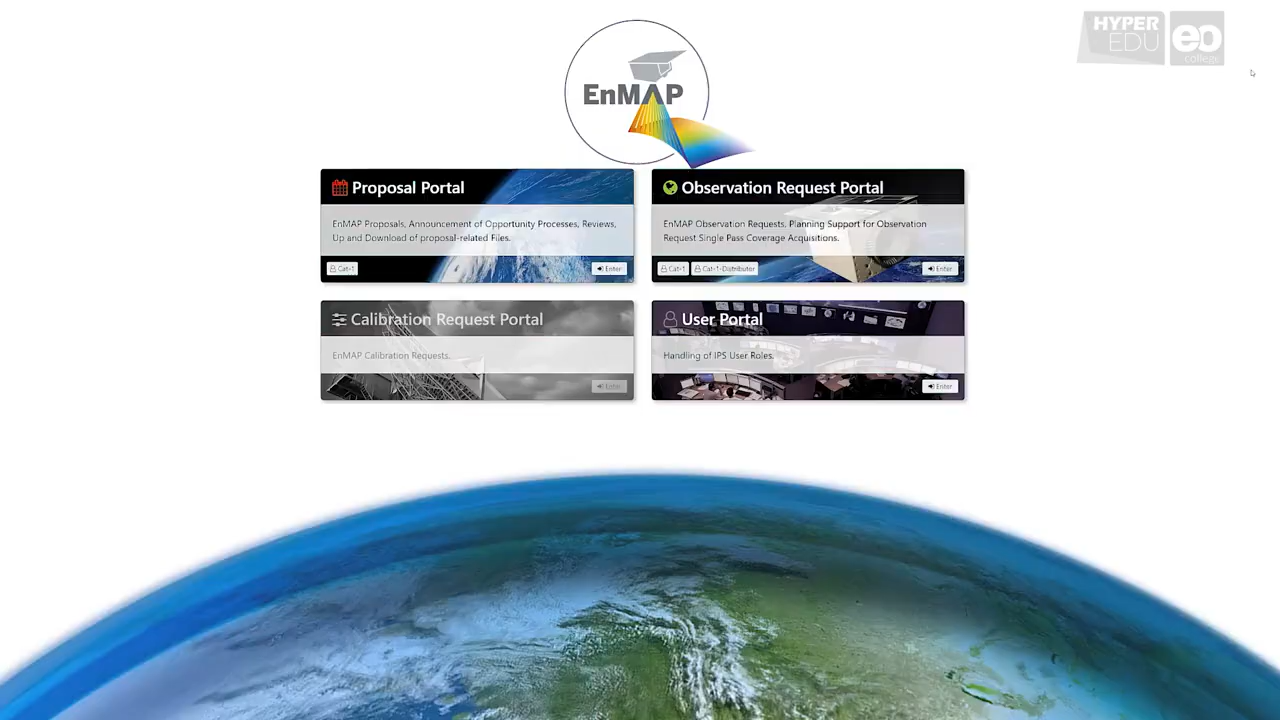 HYPER
EDU
eo
college
EnMAP
Proposal Portal
EnMAP Proposals, Announcement of Opportunity Processes, Reviews,
Up and Download of proposal-related Files.
Cat-1
Enter
Observation Request Portal
EnMAP Observation Requests, Planning Support for Observation
Request Single Pass Coverage Acquisitions.
Cat-1
Cat-1-Distributor
Enter
Calibration Request Portal
EnMAP Calibration Requests.
Enter
User Portal
Handling of IPS User Roles.
Enter